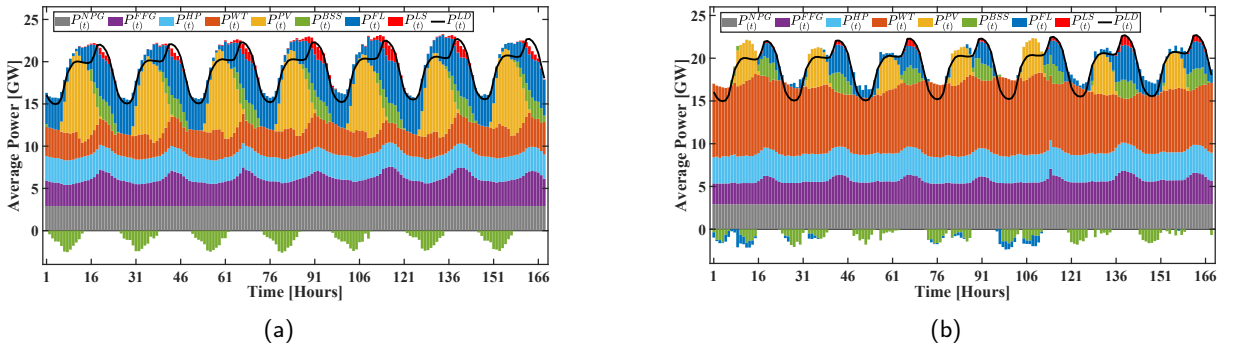 P^{NPG}_{(t)} P^{FFG}_{(t)} P^{HP}_{(t)} P^{WT}_{(t)} P^{PV}_{(t)} P^{BSS}_{(t)} P^{FL}_{(t)} P^{LS}_{(t)} P^{LD}_{(t)}
Average Power [GW]
25
20
15
10
5
0
1 16 31 46 61 76 91 106 121 136 151 166
Time [Hours]
(a)
P^{NPG}_{(t)} P^{FFG}_{(t)} P^{HP}_{(t)} P^{WT}_{(t)} P^{PV}_{(t)} P^{BSS}_{(t)} P^{FL}_{(t)} P^{LS}_{(t)} P^{LD}_{(t)}
Average Power [GW]
25
20
15
10
5
0
1 16 31 46 61 76 91 106 121 136 151 166
Time [Hours]
(b)